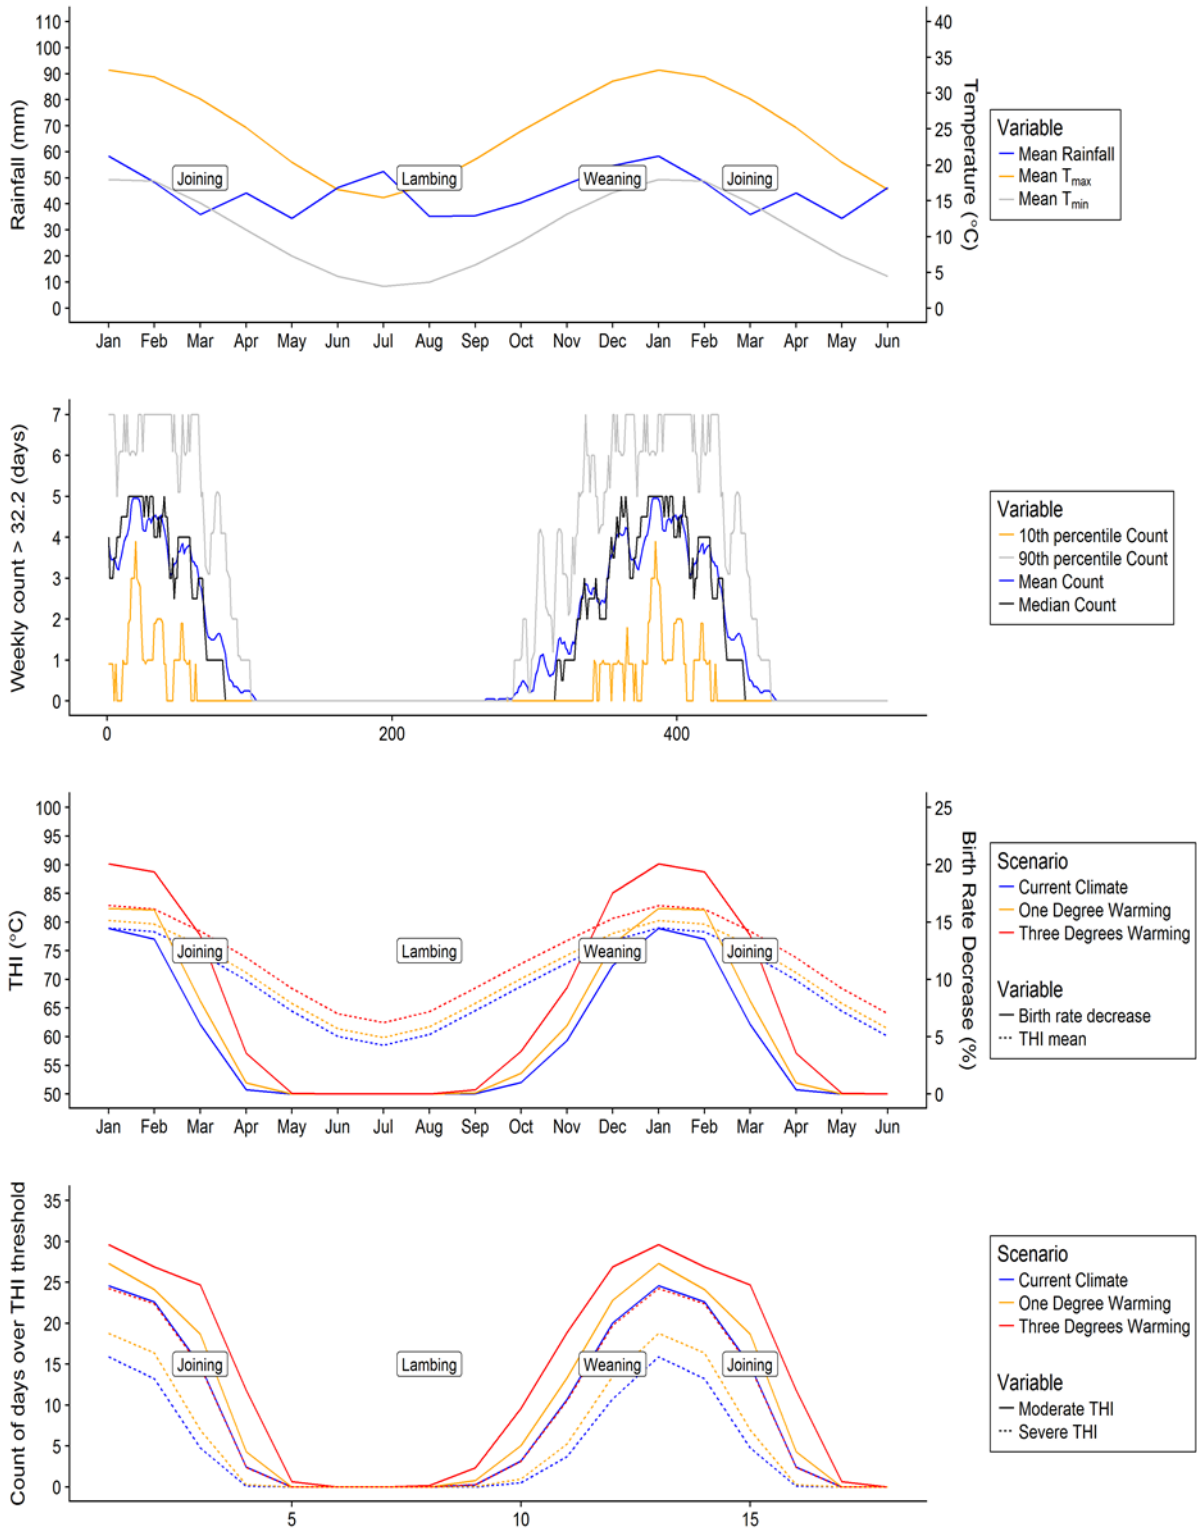 Rainfall (mm)
110
100
90
80
70
60
50
40
30
20
10
0
Joining
Lambing
Weaning
Joining
40
35
30
25
20
15
10
5
0
Temperature (°C)
Jan Feb Mar Apr May Jun Jul Aug Sep Oct Nov Dec Jan Feb Mar Apr May Jun
Variable
Mean Rainfall
Mean Tmax
Mean Tmin
Weekly count > 32.2 (days)
7
6
5
4
3
2
1
0
0 200 400
Variable
10th percentile Count
90th percentile Count
Mean Count
Median Count
THI (°C)
100
95
90
85
80
75
70
65
60
55
50
Joining
Lambing
Weaning
Joining
25
20
15
10
5
0
Birth Rate Decrease (%)
Jan Feb Mar Apr May Jun Jul Aug Sep Oct Nov Dec Jan Feb Mar Apr May Jun
Scenario
Current Climate
One Degree Warming
Three Degrees Warming
Variable
Birth rate decrease
THI mean
Count of days over THI threshold
35
30
25
20
15
10
5
0
Joining
Lambing
Weaning
Joining
5 10 15
Scenario
Current Climate
One Degree Warming
Three Degrees Warming
Variable
Moderate THI
Severe THI